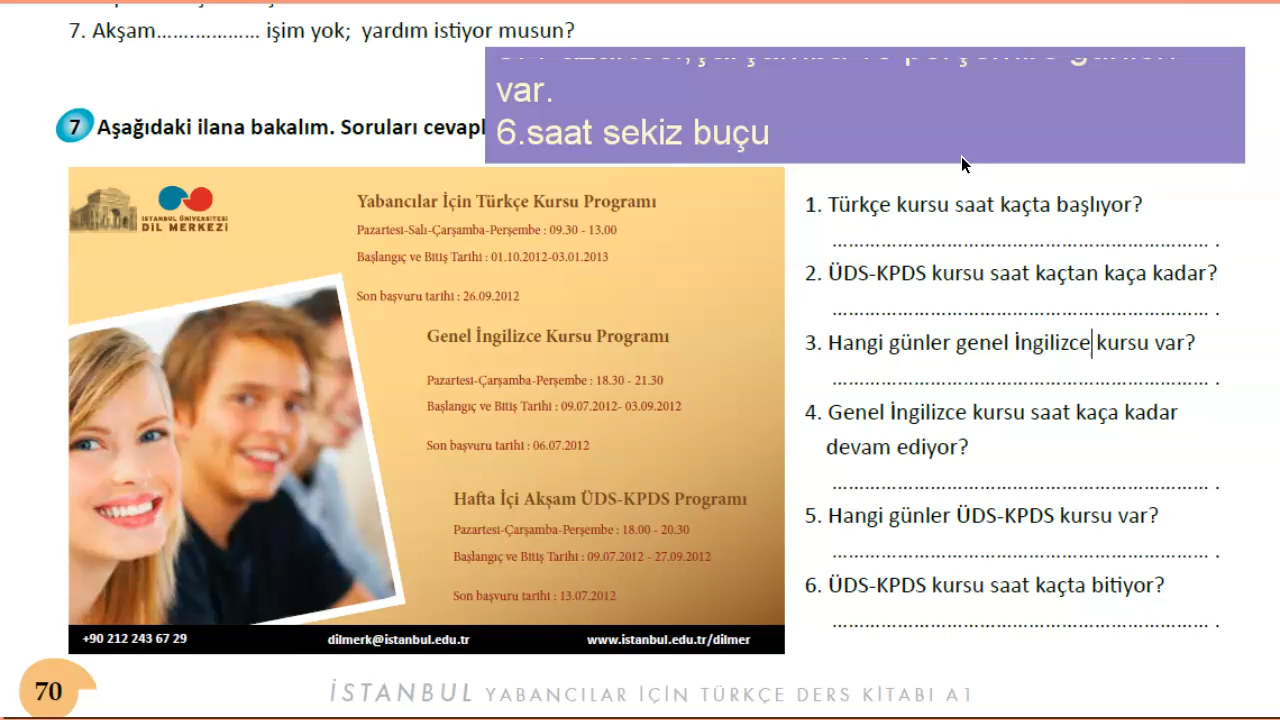 7. Akşam................... işim yok; yardım istiyor musun?
var.
6.saat sekiz buçu
7 Aşağıdaki ilana bakalım. Soruları cevapl
İSTANBUL ÜNİVERSİTESİ
DİL MERKEZİ
Yabancılar İçin Türkçe Kursu Programı
Pazartesi-Salı-Çarşamba-Perşembe : 09.30 - 13.00
Başlangıç ve Bitiş Tarihi : 01.10.2012-03.01.2013
Son başvuru tarihi : 26.09.2012
Genel İngilizce Kursu Programı
Pazartesi-Çarşamba-Perşembe : 18.30 - 21.30
Başlangıç ve Bitiş Tarihi : 09.07.2012- 03.09.2012
Son başvuru tarihi : 06.07.2012
Hafta İçi Akşam ÜDS-KPDS Programı
Pazartesi-Çarşamba-Perşembe : 18.00 - 20.30
Başlangıç ve Bitiş Tarihi : 09.07.2012 - 27.09.2012
Son başvuru tarihi : 13.07.2012
+90 212 243 67 29 dilmerk@istanbul.edu.tr www.istanbul.edu.tr/dilmer
1. Türkçe kursu saat kaçta başlıyor?
.................................................................. .
2. ÜDS-KPDS kursu saat kaçtan kaça kadar?
.................................................................. .
3. Hangi günler genel İngilizce kursu var?
.................................................................. .
4. Genel İngilizce kursu saat kaça kadar
devam ediyor?
.................................................................. .
5. Hangi günler ÜDS-KPDS kursu var?
.................................................................. .
6. ÜDS-KPDS kursu saat kaçta bitiyor?
.................................................................. .
70 İSTANBUL YABANCILAR İÇİN TÜRKÇE DERS KİTABI A1